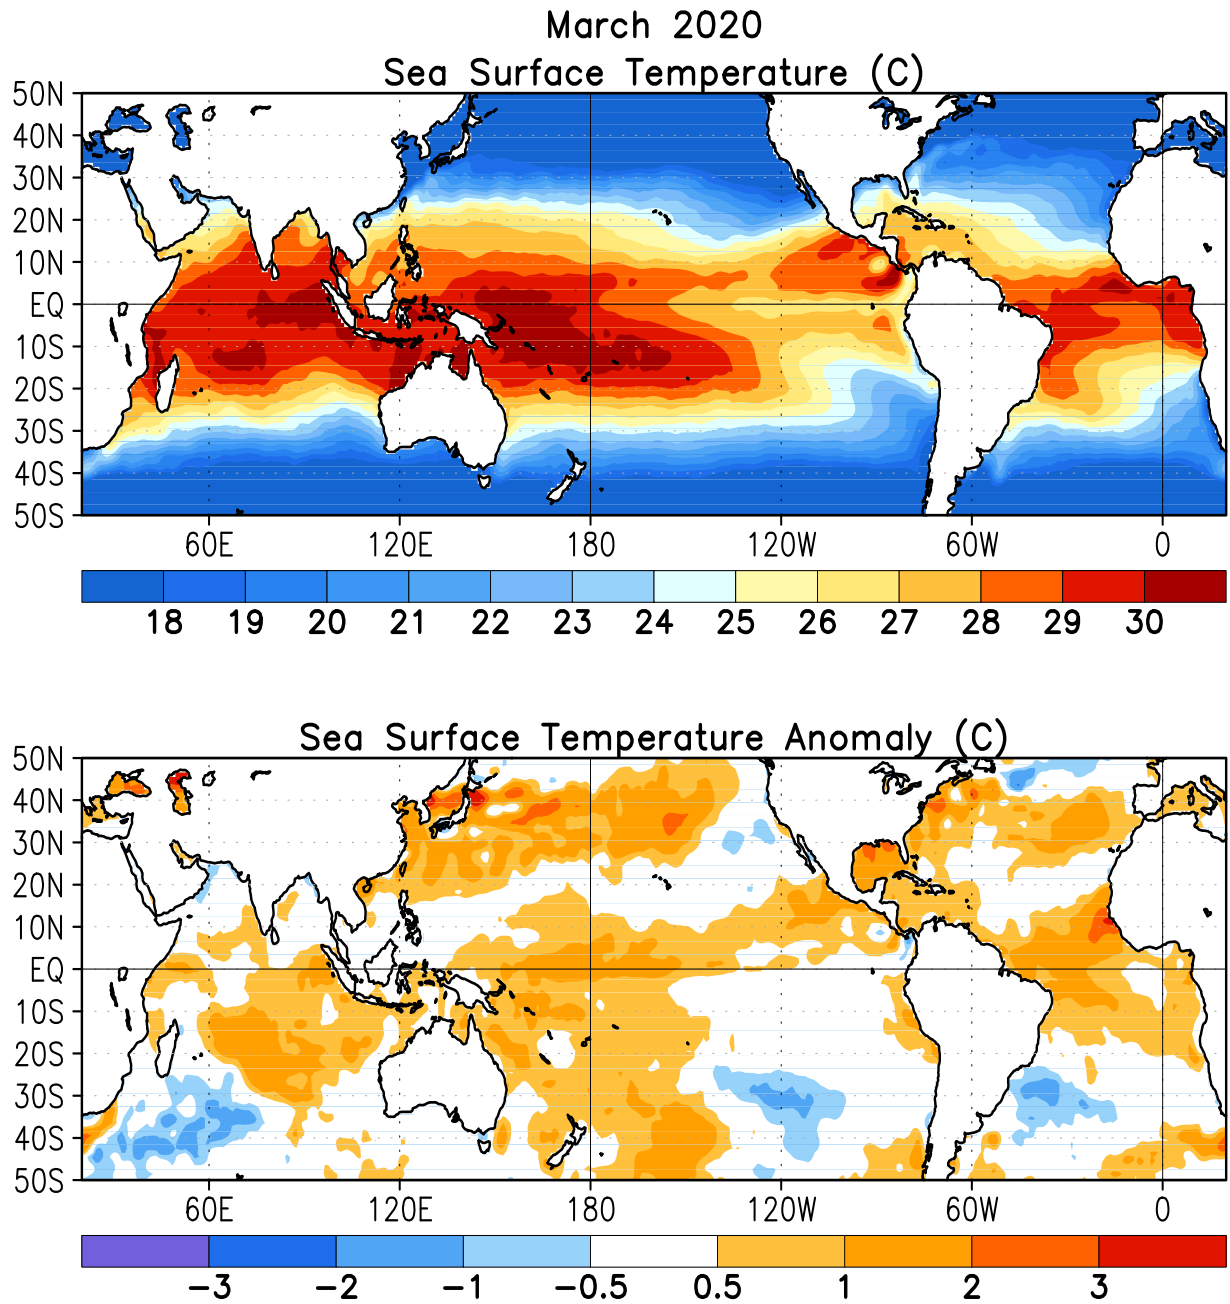 March 2020
Sea Surface Temperature (C)
50N
40N
30N
20N
10N
EQ
10S
20S
30S
40S
50S
60E 120E 180 120W 60W 0
18 19 20 21 22 23 24 25 26 27 28 29 30
Sea Surface Temperature Anomaly (C)
50N
40N
30N
20N
10N
EQ
10S
20S
30S
40S
50S
60E 120E 180 120W 60W 0
−3 −2 −1 −0.5 0.5 1 2 3